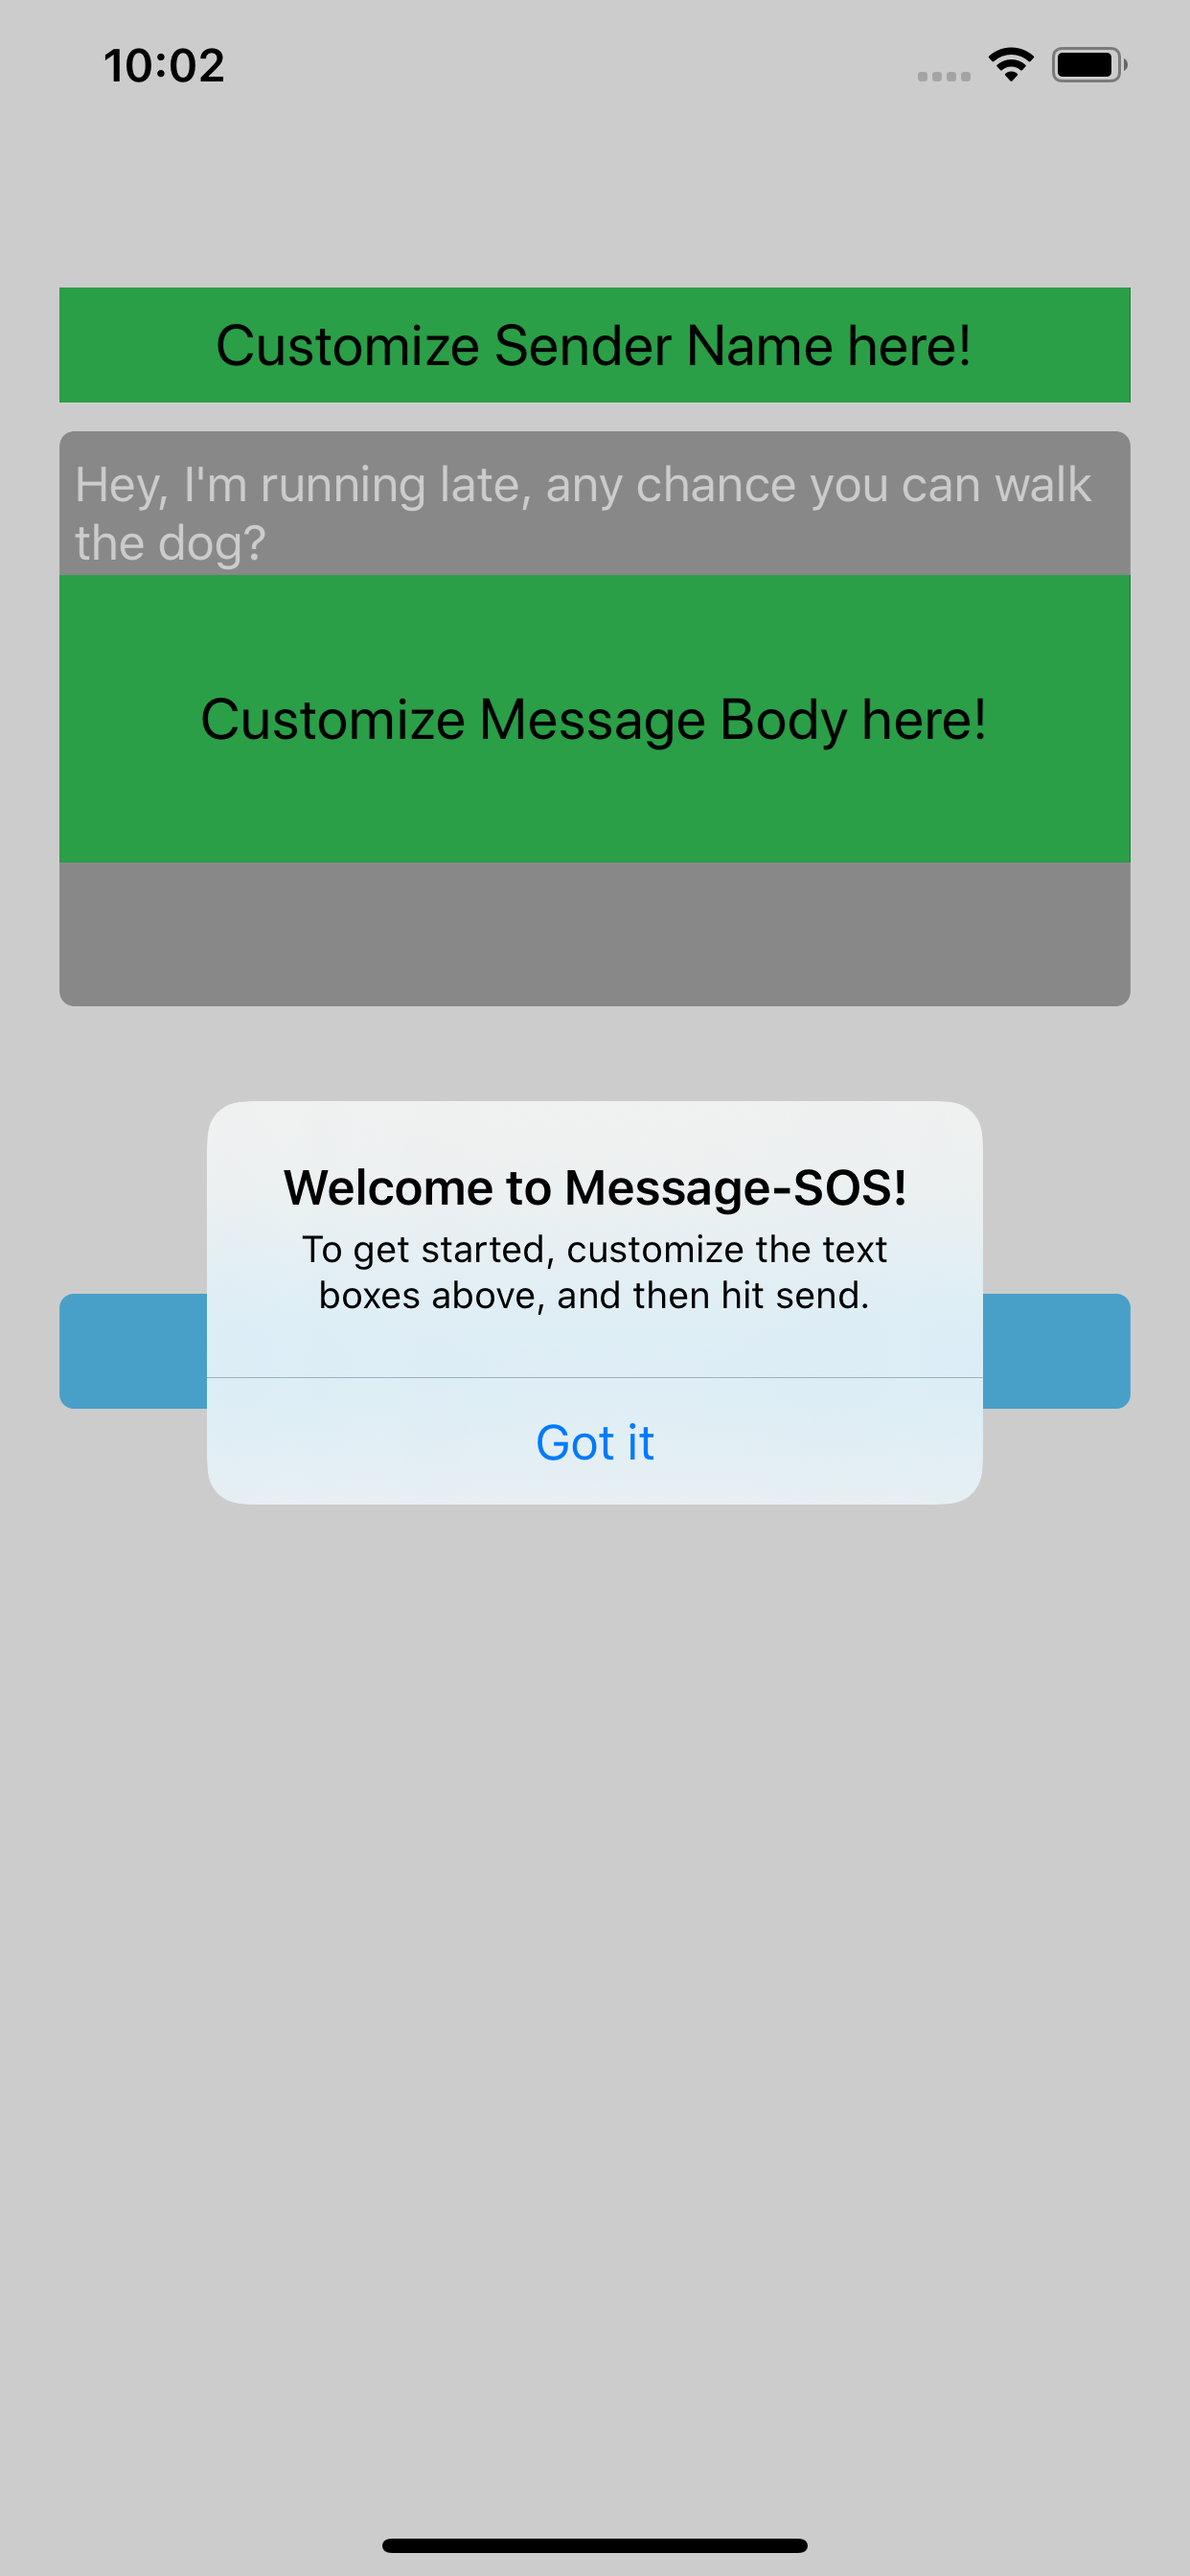 10:02
Customize Sender Name here!
Hey, I'm running late, any chance you can walk
the dog?
Customize Message Body here!
Welcome to Message-SOS!
To get started, customize the text
boxes above, and then hit send.
Got it